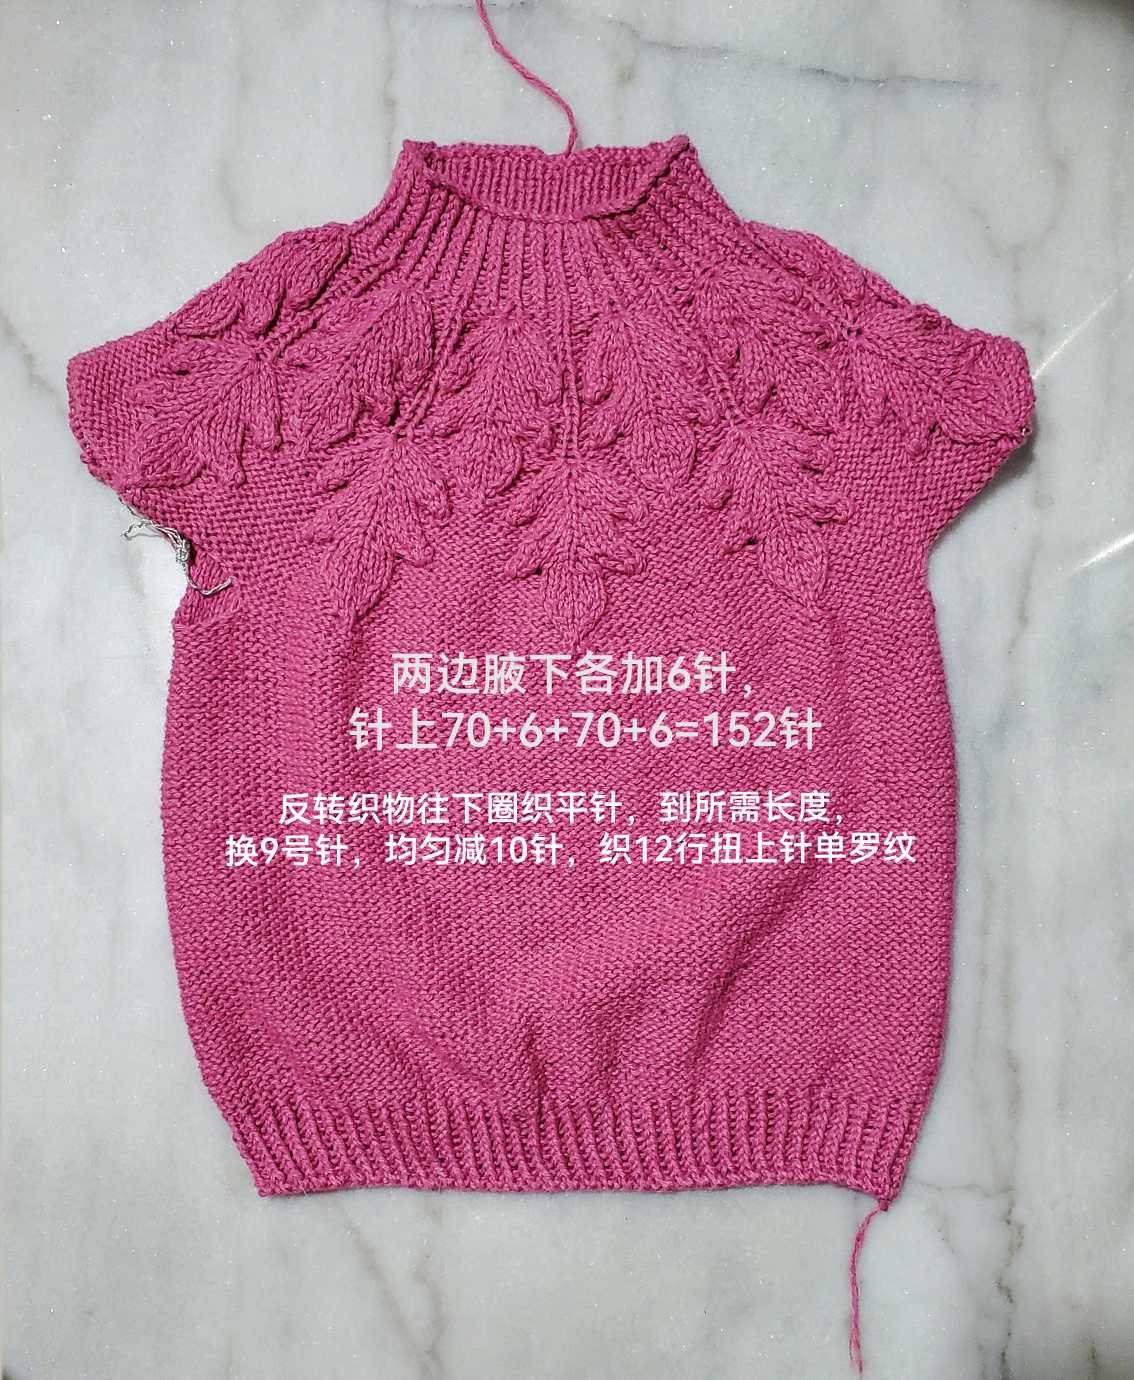 两边腋下各加6针，
针上70+6+70+6=152针
反转织物往下圈织平针，到所需长度，
换9号针，均匀减10针，织12行扭上针单罗纹